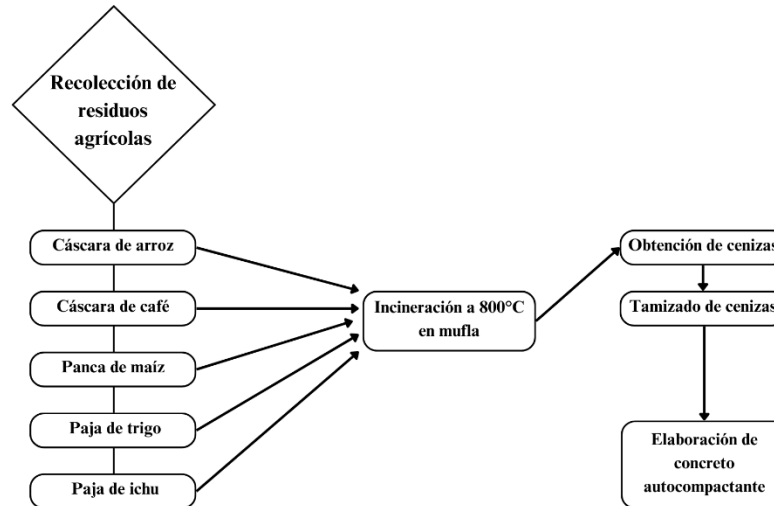 Recolección de
residuos
agrícolas
Cáscara de arroz
Cáscara de café
Panca de maíz
Paja de trigo
Paja de ichu
Incineración a 800°C
en mufla
Obtención de cenizas
Tamizado de cenizas
Elaboración de
concreto
autocompactante